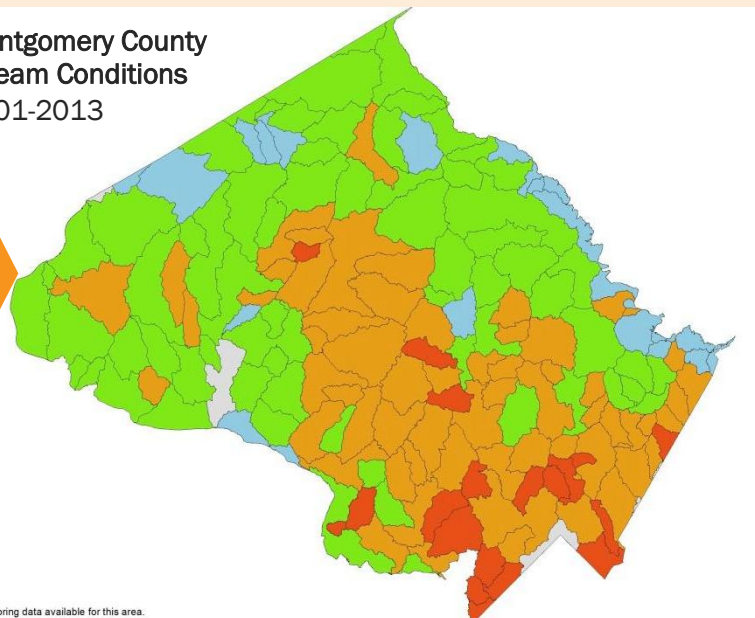 ntgomery County
eam Conditions
01-2013
oring data available for this area.